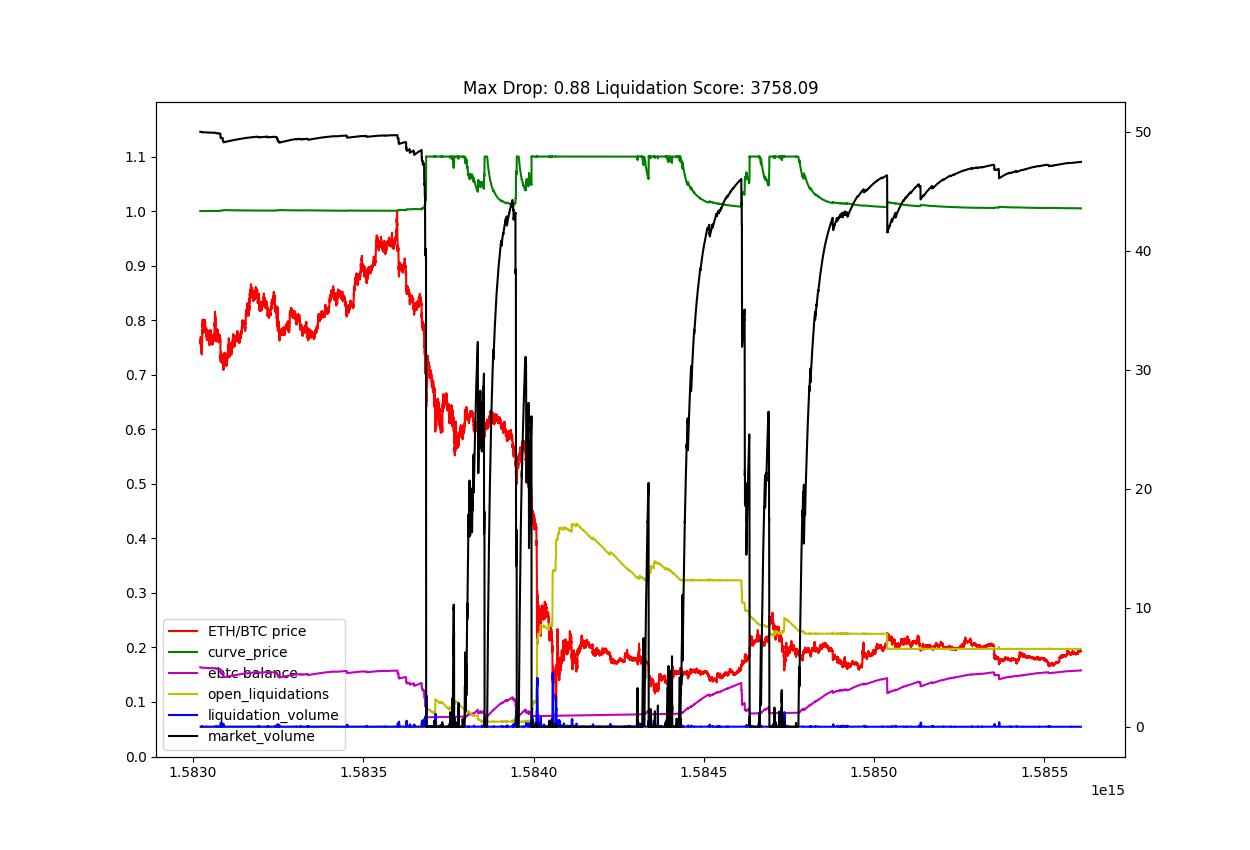 Max Drop: 0.88 Liquidation Score: 3758.09
1.1
1.0
0.9
0.8
0.7
0.6
0.5
0.4
0.3
0.2
0.1
0.0
50
40
30
20
10
0
ETH/BTC price
curve_price
ebtc balance
open_liquidations
liquidation_volume
market_volume
1.5830 1.5835 1.5840 1.5845 1.5850 1.5855
1e15